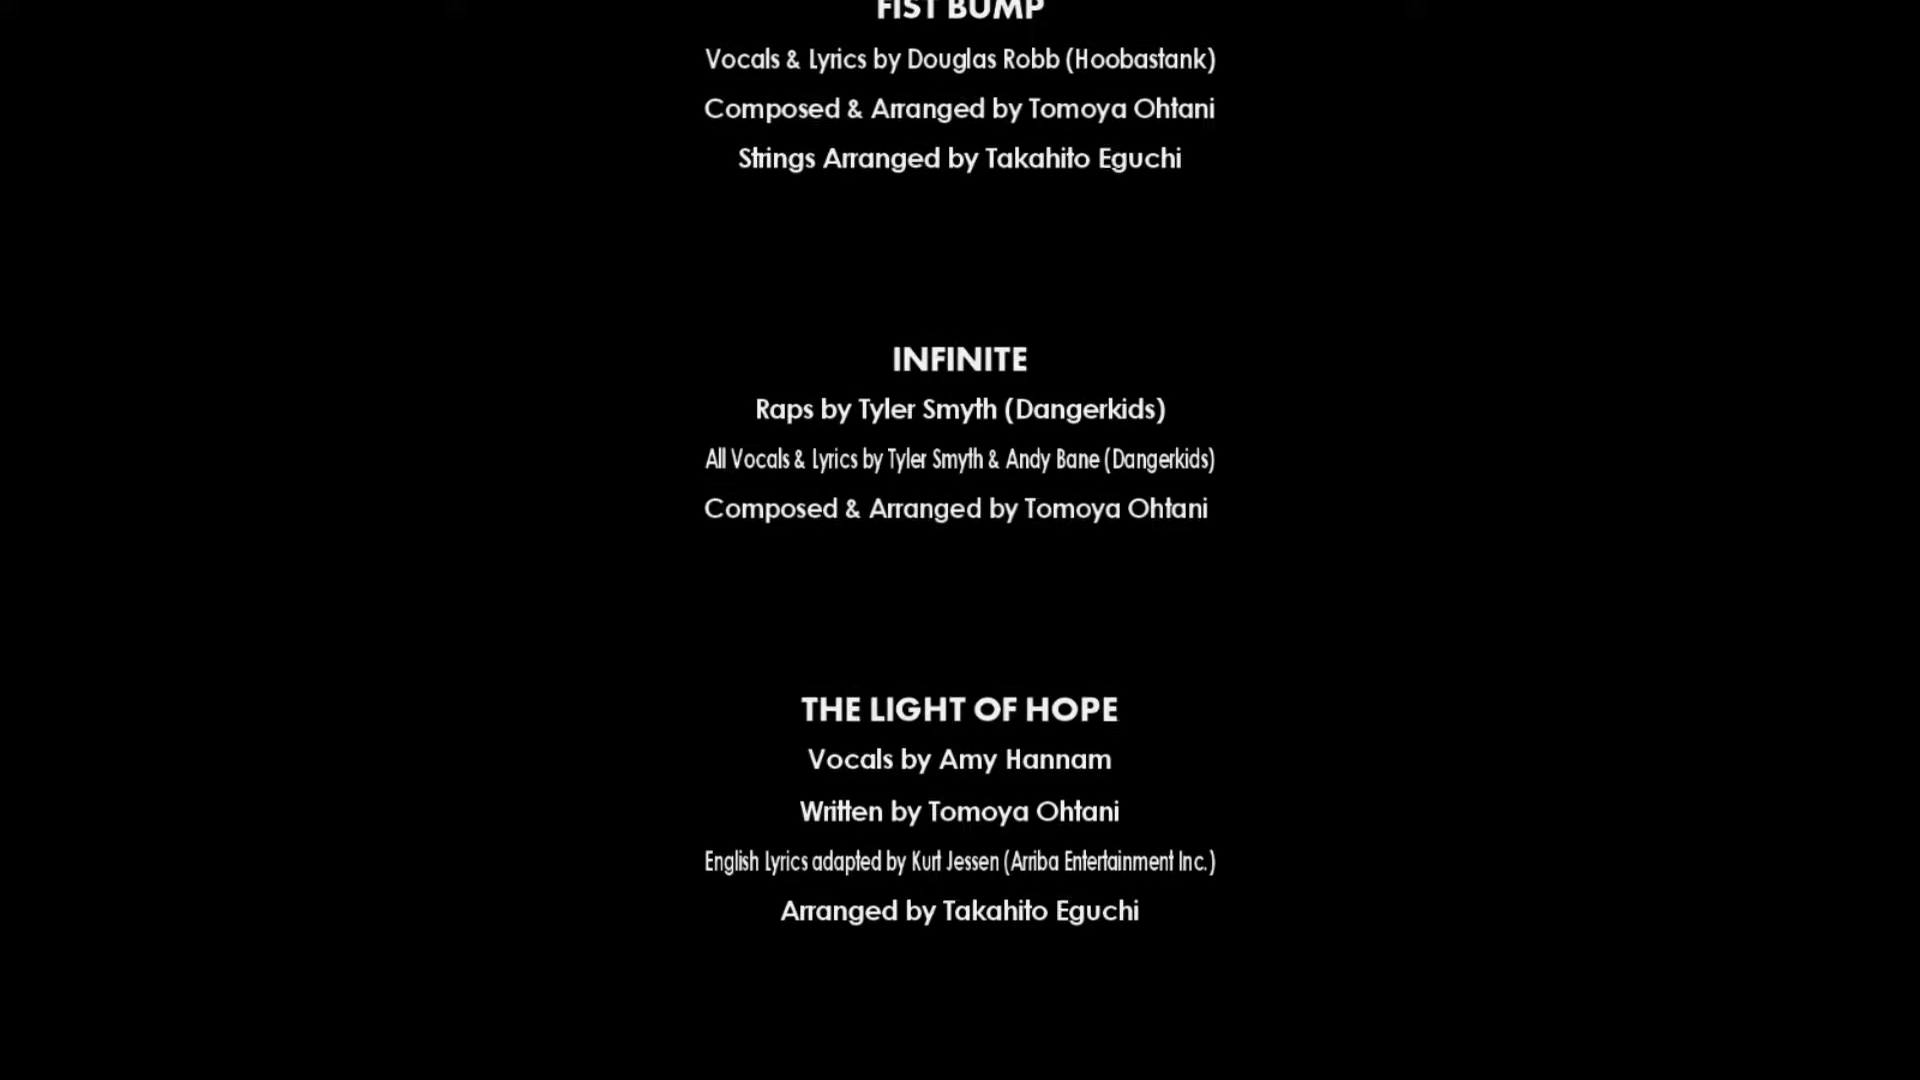 FIST BUMP
Vocals & Lyrics by Douglas Robb (Hoobastank)
Composed & Arranged by Tomoya Ohtani
Strings Arranged by Takahito Eguchi
INFINITE
Raps by Tyler Smyth (Dangerkids)
All Vocals & Lyrics by Tyler Smyth & Andy Bane (Dangerkids)
Composed & Arranged by Tomoya Ohtani
THE LIGHT OF HOPE
Vocals by Amy Hannam
Written by Tomoya Ohtani
English Lyrics adapted by Kurt Jessen (Arriba Entertainment Inc.)
Arranged by Takahito Eguchi